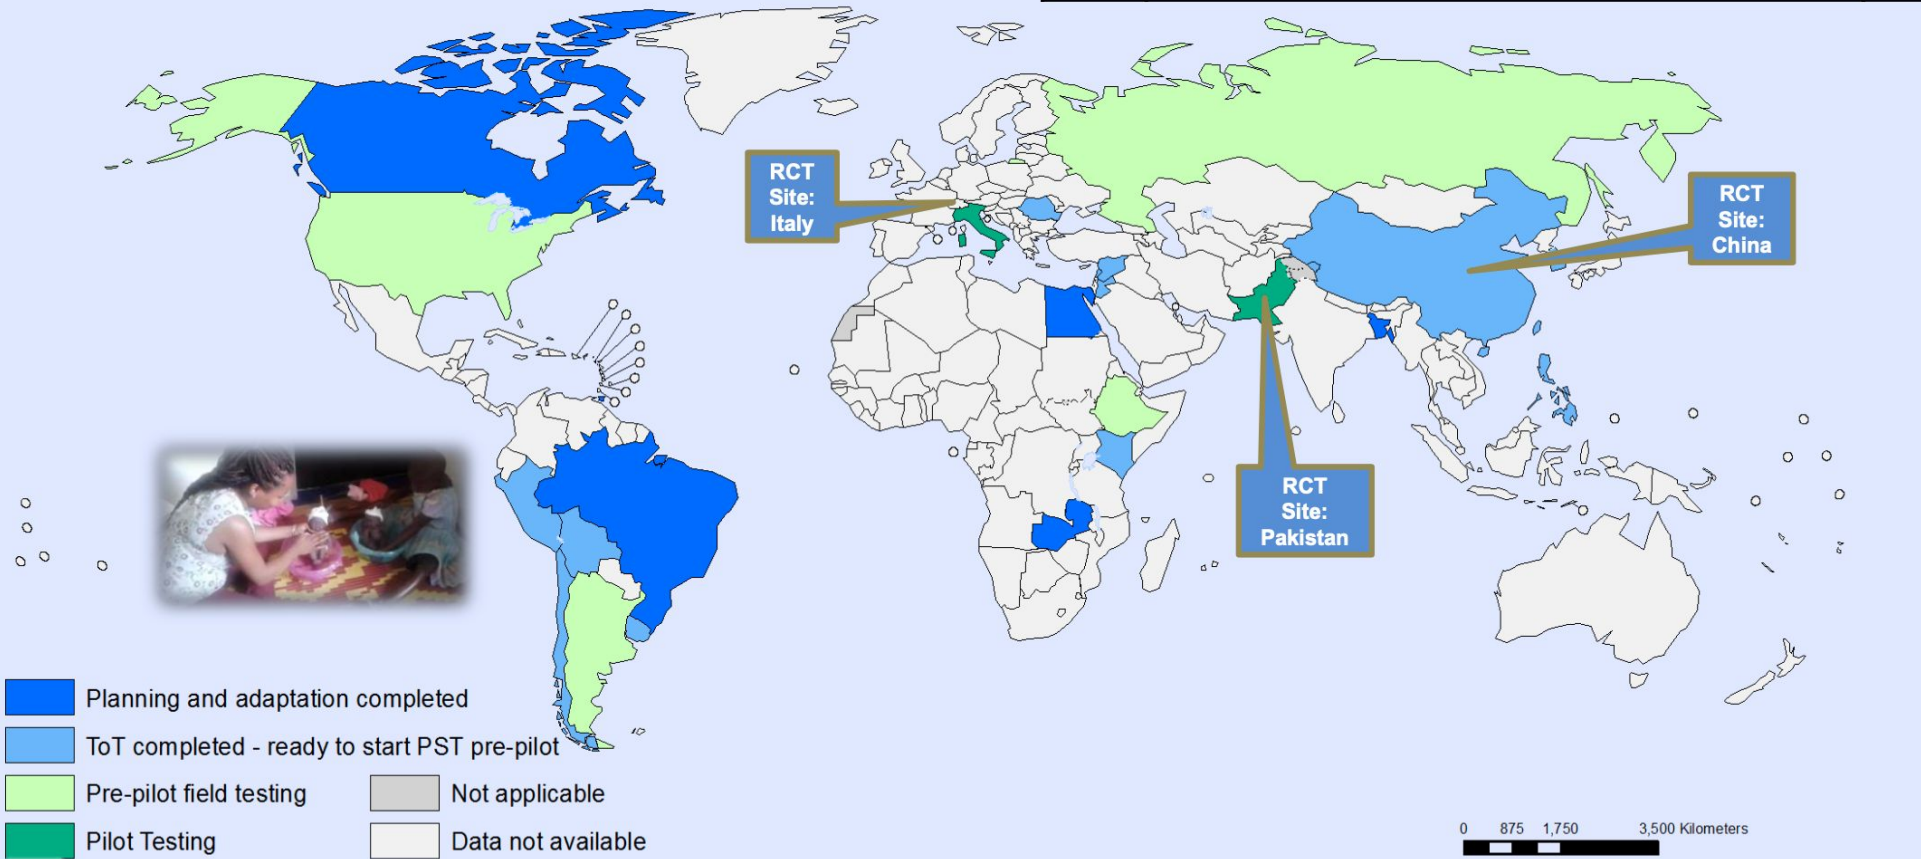 RCT
Site:
Italy
RCT
Site:
China
RCT
Site:
Pakistan
Planning and adaptation completed
ToT completed - ready to start PST pre-pilot
Pre-pilot field testing
Not applicable
Pilot Testing
Data not available
0 875 1,750 3,500 Kilometers